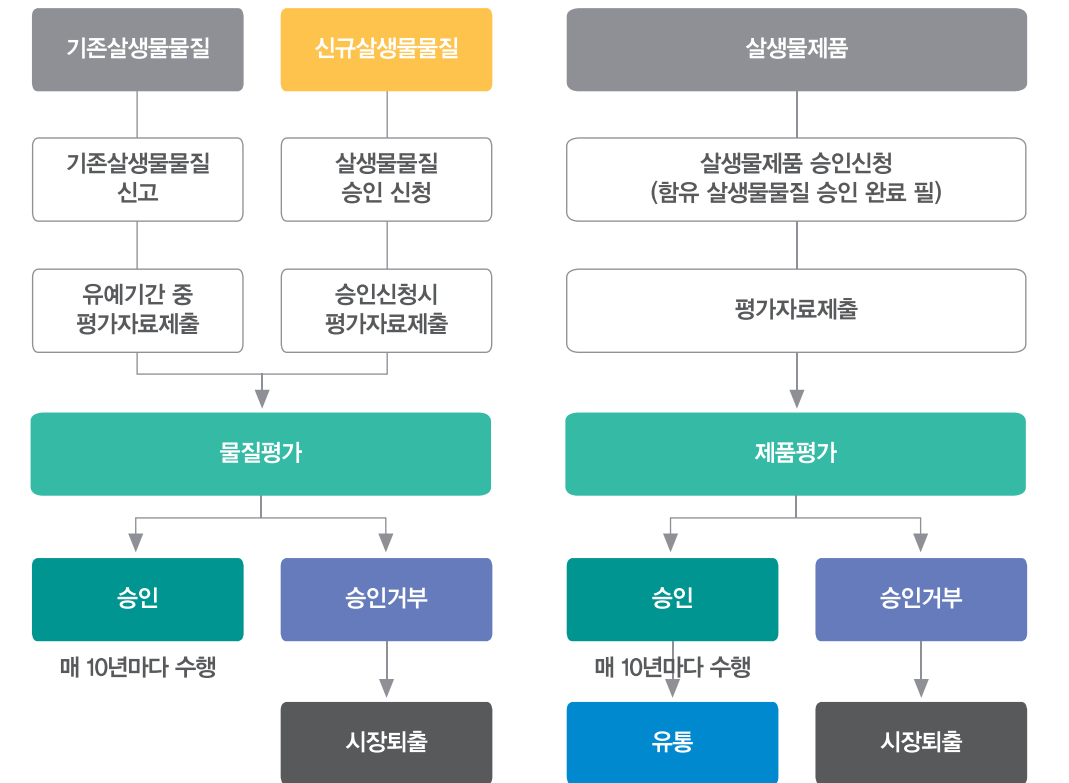 기존살생물물질
신규살생물물질
살생물제품
기존살생물물질
신고
살생물물질
승인 신청
살생물제품 승인신청
(함유 살생물물질 승인 완료 필)
유예기간 중
평가자료제출
승인신청시
평가자료제출
평가자료제출
물질평가
제품평가
승인
승인거부
승인
승인거부
매 10년마다 수행
매 10년마다 수행
시장퇴출
유통
시장퇴출